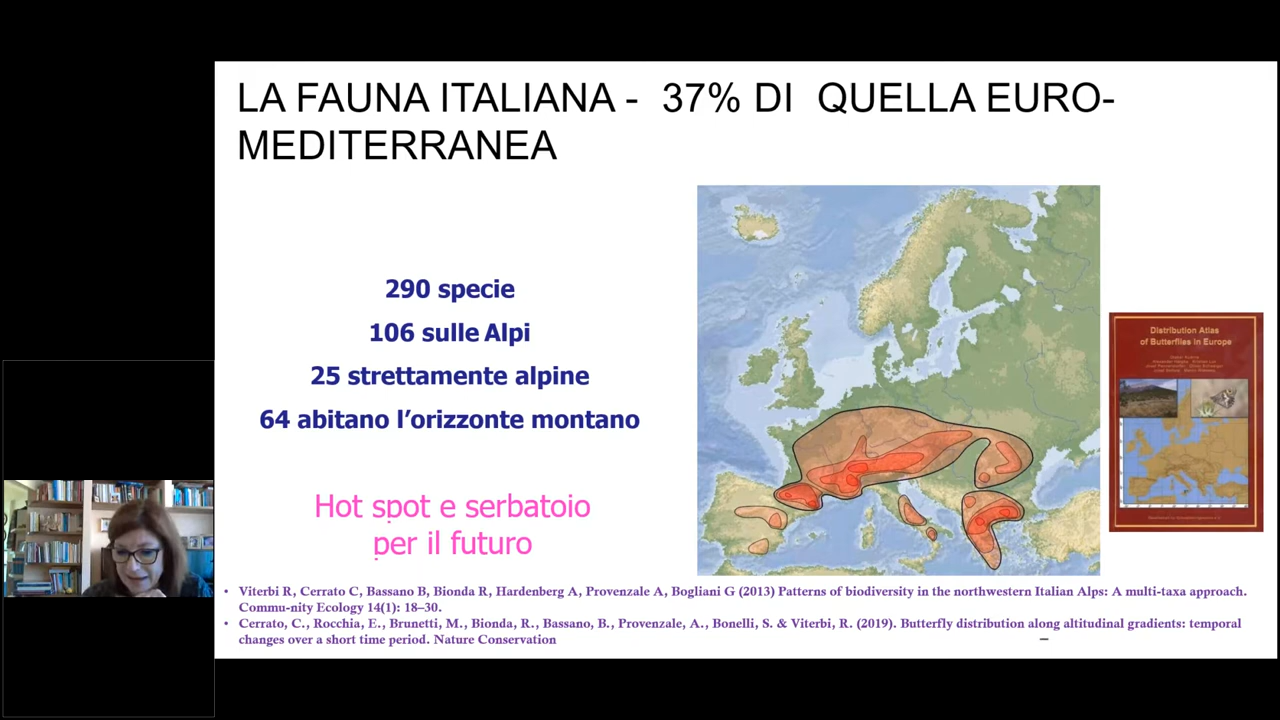 LA FAUNA ITALIANA - 37% DI QUELLA EURO-
MEDITERRANEA
290 specie
106 sulle Alpi
25 strettamente alpine
64 abitano l’orizzonte montano
Hot spot e serbatoio
per il futuro
Distribution Atlas
of Butterflies in Europe
• Viterbi R, Cerrato C, Bassano B, Bionda R, Hardenberg A, Provenzale A, Bogliani G (2013) Patterns of biodiversity in the northwestern Italian Alps: A multi-taxa approach.
Commu-nity Ecology 14(1): 18–30.
• Cerrato, C., Rocchia, E., Brunetti, M., Bionda, R., Bassano, B., Provenzale, A., Bonelli, S. & Viterbi, R. (2019). Butterfly distribution along altitudinal gradients: temporal
changes over a short time period. Nature Conservation